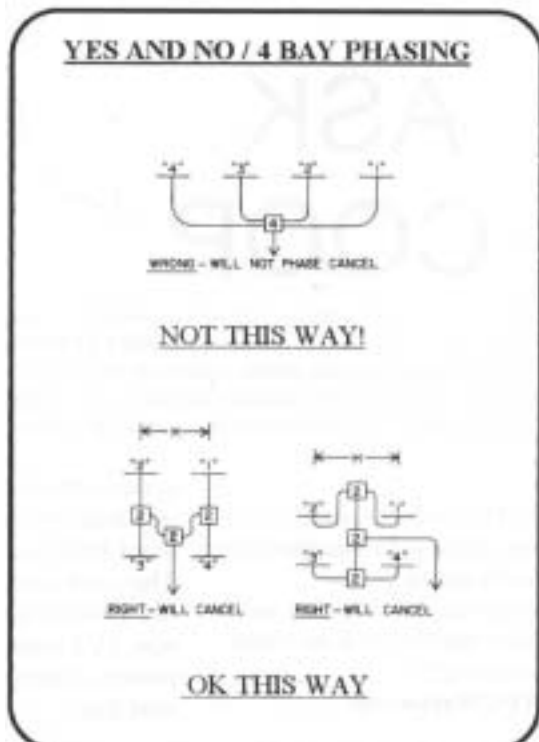 YES AND NO / 4 BAY PHASING
"4" "3" "2" "1"
4
WRONG - WILL NOT PHASE CANCEL
NOT THIS WAY!
X X
"2" "1"
2
"2" "1"
2 2 2
2
"3" "4"
"3" "4"
2
RIGHT - WILL CANCEL RIGHT - WILL CANCEL
OK THIS WAY